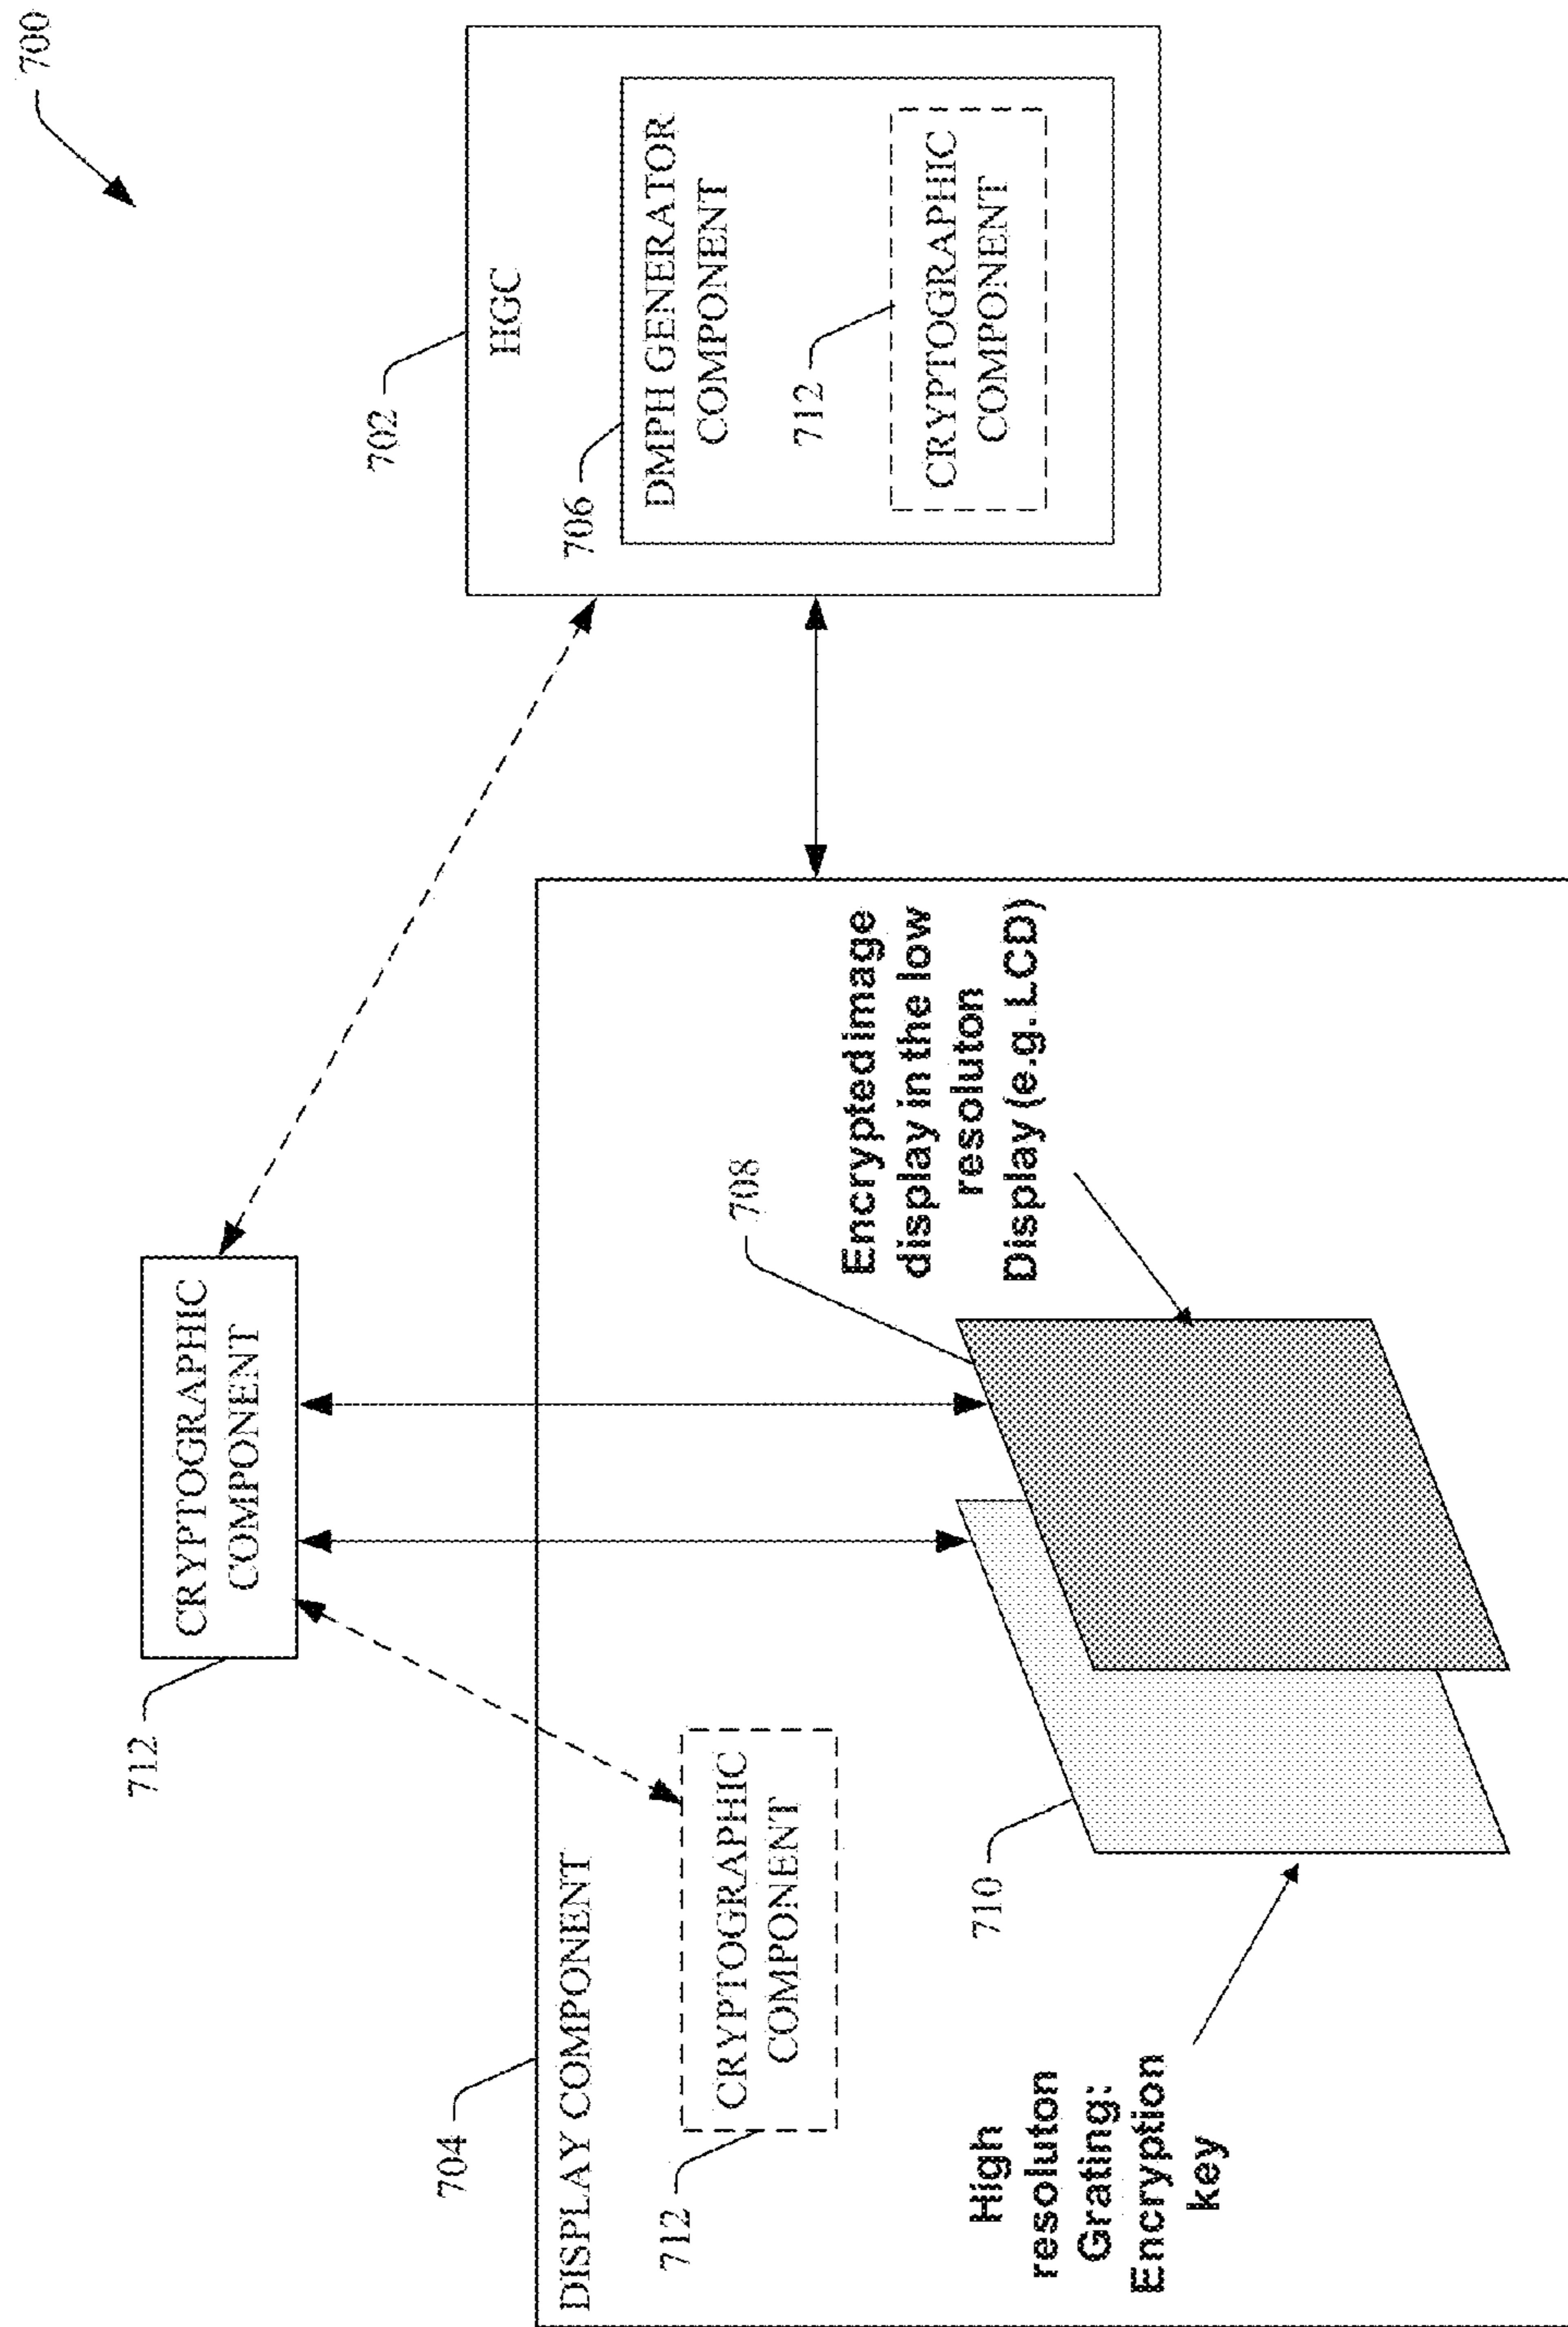 700
712
CRYPTOGRAPHIC
COMPONENT
702
HGC
706
DMPH GENERATOR
COMPONENT
712
CRYPTOGRAPHIC
COMPONENT
704
DISPLAY COMPONENT
712
CRYPTOGRAPHIC
COMPONENT
708
Encrypted image
display in the low
resoluton
Display (e.g. LCD)
710
High
resoluton
Grating:
Encryption
key